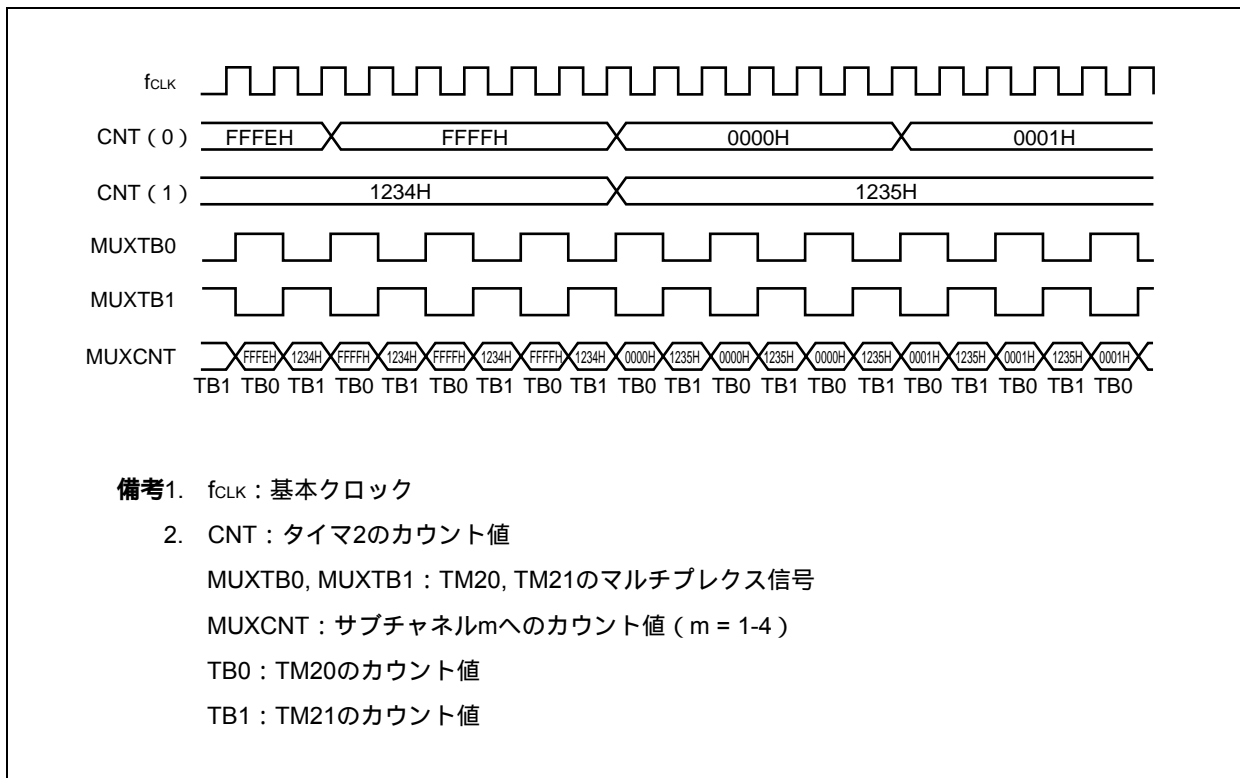 fCLK
CNT（0） FFFEH FFFFH 0000H 0001H
CNT（1） 1234H 1235H
MUXTB0
MUXTB1
MUXCNT FFFEH 1234H FFFFH 1234H FFFFH 1234H FFFFH 1234H 0000H 1235H 0000H 1235H 0000H 1235H 0001H 1235H 0001H 1235H 0001H
TB1 TB0 TB1 TB0 TB1 TB0 TB1 TB0 TB1 TB0 TB1 TB0 TB1 TB0 TB1 TB0 TB1 TB0 TB1 TB0
備考1. fCLK：基本クロック
2. CNT：タイマ2のカウント値
MUXTB0, MUXTB1：TM20, TM21のマルチプレクス信号
MUXCNT：サブチャネルmへのカウント値（m = 1-4）
TB0：TM20のカウント値
TB1：TM21のカウント値